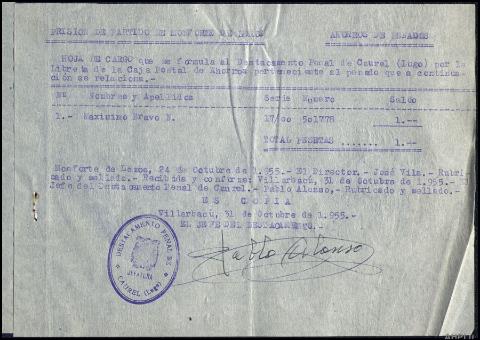 PRISION DE PARTIDO DE MONFORTE DE LEMOS AHORROS DE PENADOS
HOJA DE CARGO que se formula al Destacamento Penal de Caurel (Lugo) por la
Libreta de la Caja Postal de Ahorros perteneciente al penado que a continua-
ción se relaciona.-
Nº Nombres y Apellidos Serie Numero Saldo
1.- Maximino Bravo N. 17/60 501778 1.--
TOTAL PESETAS ....... 1.--
Monforte de Lemos, 24 de Octubre de 1.955.- El Director.- José Vila.- Rubri-
cado y sellado.- Recibida y conforme: Villarbacú, 31 de Octubre de 1.955.- El
Jefe del Destacamento Penal de Caurel.- Pablo Alonso,- Rubricado y sellado.-
ES COPIA
Villarbacú, 31 de Octubre de 1.955.-
EL JEFE DEL DESTACAMENTO.-
Pablo Alonso
DESTACAMENTO PENAL DE
JEFATURA
CAUREL (Lugo)